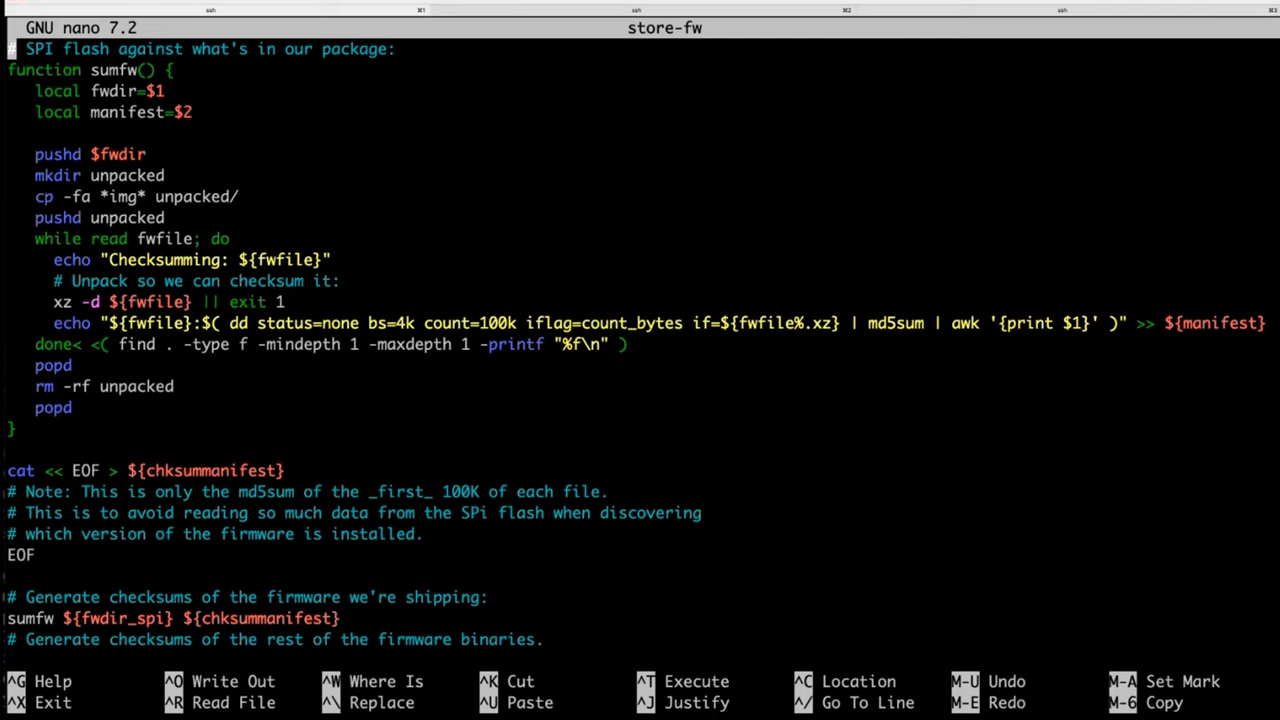 ssh ⌘1 ssh ⌘2 ssh ⌘3
GNU nano 7.2 store-fw
# SPI flash against what's in our package:
function sumfw() {
local fwdir=$1
local manifest=$2
pushd $fwdir
mkdir unpacked
cp -fa *img* unpacked/
pushd unpacked
while read fwfile; do
echo "Checksumming: ${fwfile}"
# Unpack so we can checksum it:
xz -d ${fwfile} || exit 1
echo "${fwfile}:$( dd status=none bs=4k count=100k iflag=count_bytes if=${fwfile%.xz} | md5sum | awk '{print $1}' )" >> ${manifest}
done< <( find . -type f -mindepth 1 -maxdepth 1 -printf "%f\n" )
popd
rm -rf unpacked
popd
}
cat << EOF > ${chksummanifest}
# Note: This is only the md5sum of the _first_ 100K of each file.
# This is to avoid reading so much data from the SPi flash when discovering
# which version of the firmware is installed.
EOF
# Generate checksums of the firmware we're shipping:
sumfw ${fwdir_spi} ${chksummanifest}
# Generate checksums of the rest of the firmware binaries.
^G Help ^O Write Out ^W Where Is ^K Cut ^T Execute ^C Location M-U Undo M-A Set Mark
^X Exit ^R Read File ^\ Replace ^U Paste ^J Justify ^/ Go To Line M-E Redo M-6 Copy